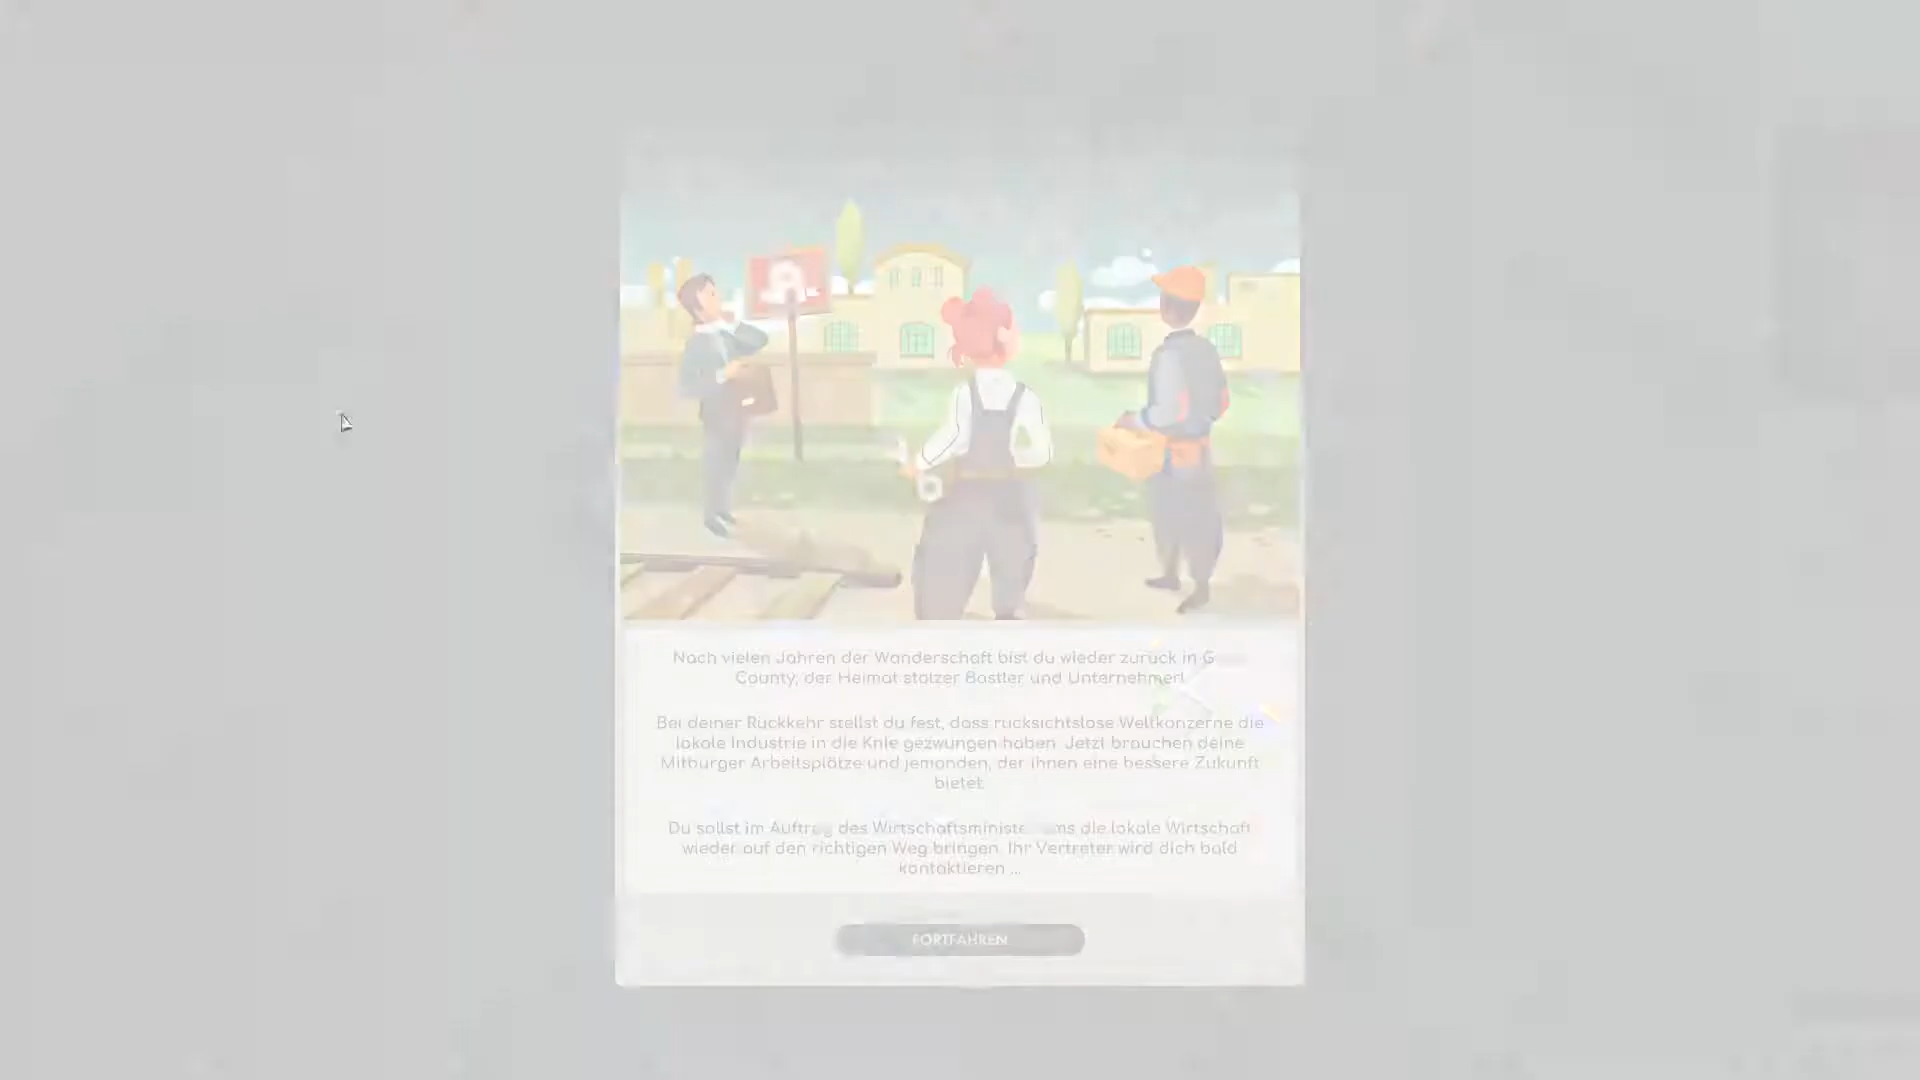 Nach vielen Jahren der Wanderschaft bist du wieder zurück in G
County, der Heimat stolzer Bastler und Unternehmer!
Bei deiner Rückkehr stellst du fest, dass rücksichtslose Weltkonzerne die
lokale Industrie in die Knie gezwungen haben. Jetzt brauchen deine
Mitbürger Arbeitsplätze und jemanden, der ihnen eine bessere Zukunft
bietet.
Du sollst im Auftrag des Wirtschaftsministeriums die lokale Wirtschaft
wieder auf den richtigen Weg bringen. Ihr Vertreter wird dich bald
kontaktieren ...
FORTFAHREN